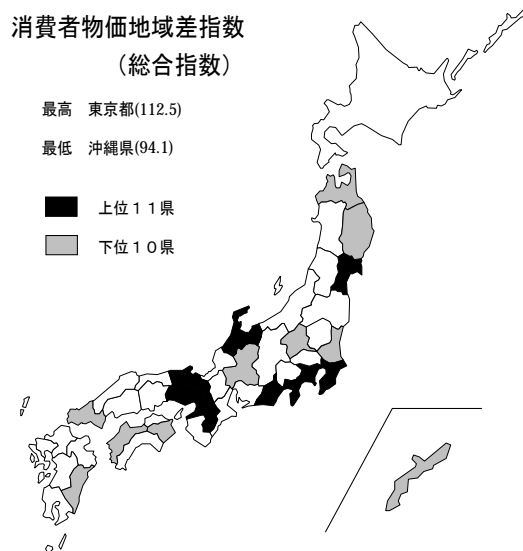 消費者物価地域差指数
（総合指数）
最高　東京都(112.5)
最低　沖縄県(94.1)
上位１１県
下位１０県